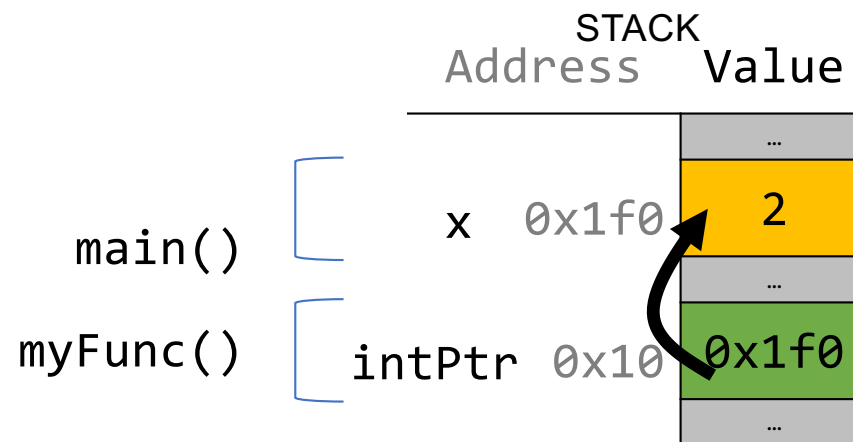 STACK
Address Value
…
x 0x1f0 2
main()
…
myFunc()
intPtr 0x10 0x1f0
…